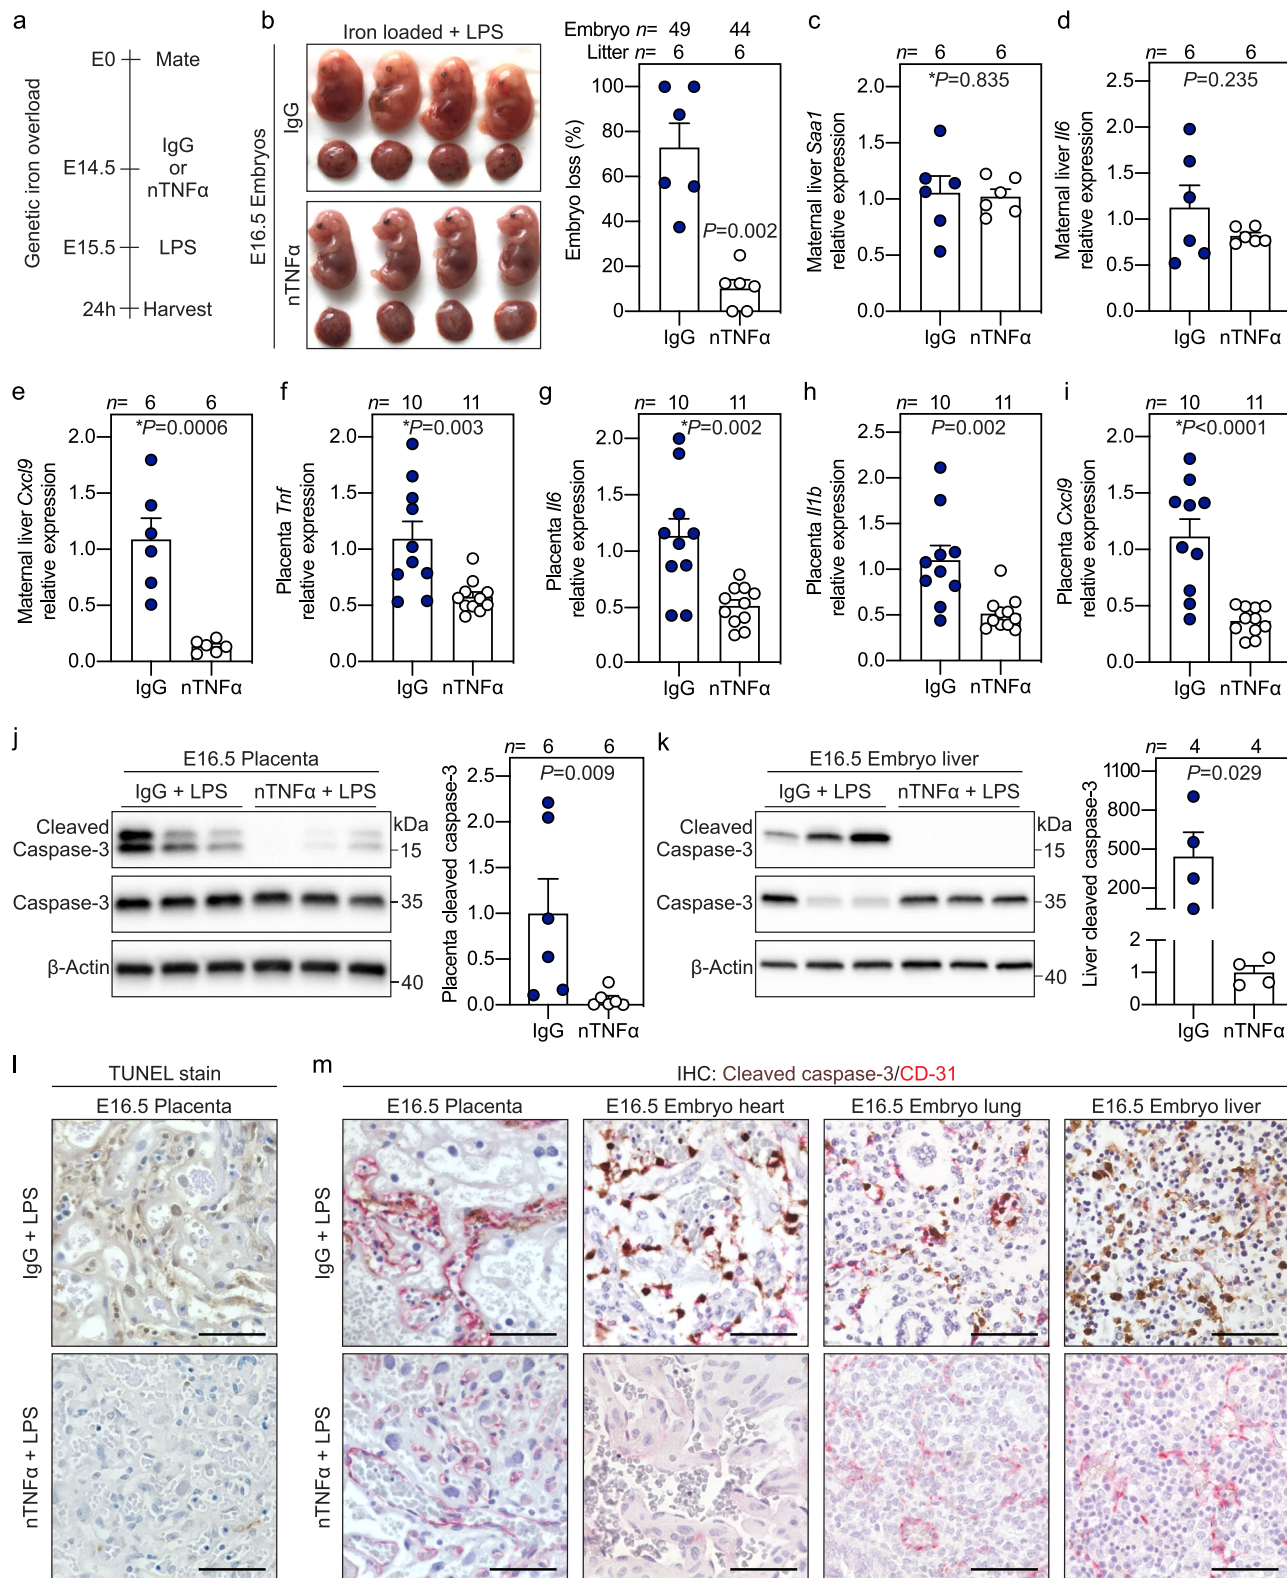 a
Genetic iron overload
E0
Mate
E14.5
IgG
or
nTNFα
E15.5
LPS
24h
Harvest
b
Iron loaded + LPS
E16.5 Embryos
IgG
nTNFα
Embryo n= 49 44
Litter n= 6 6
Embryo loss (%)
100
80
60
40
20
0
P=0.002
IgG nTNFα
c
n= 6 6
*P=0.835
Maternal liver Saa1
relative expression
2.0
1.5
1.0
0.5
0.0
IgG nTNFα
d
n= 6 6
P=0.235
Maternal liver Il6
relative expression
2.5
2.0
1.5
1.0
0.5
0.0
IgG nTNFα
e
n= 6 6
*P=0.0006
Maternal liver Cxcl9
relative expression
2.0
1.5
1.0
0.5
0.0
IgG nTNFα
f
n= 10 11
*P=0.003
Placenta Tnf
relative expression
2.0
1.5
1.0
0.5
0.0
IgG nTNFα
g
n= 10 11
*P=0.002
Placenta Il6
relative expression
2.0
1.5
1.0
0.5
0.0
IgG nTNFα
h
n= 10 11
P=0.002
Placenta Il1b
relative expression
2.5
2.0
1.5
1.0
0.5
0.0
IgG nTNFα
i
n= 10 11
*P<0.0001
Placenta Cxcl9
relative expression
2.0
1.5
1.0
0.5
0.0
IgG nTNFα
j
E16.5 Placenta
IgG + LPS nTNFα + LPS
Cleaved
Caspase-3
kDa
15
Caspase-3
35
β-Actin
40
n= 6 6
P=0.009
Placenta cleaved caspase-3
2.5
2.0
1.5
1.0
0.5
0.0
IgG nTNFα
k
E16.5 Embryo liver
IgG + LPS nTNFα + LPS
Cleaved
Caspase-3
kDa
15
Caspase-3
35
β-Actin
40
n= 4 4
P=0.029
Liver cleaved caspase-3
1100
800
500
200
2
1
0
IgG nTNFα
l
TUNEL stain
E16.5 Placenta
IgG + LPS
nTNFα + LPS
m
IHC: Cleaved caspase-3/CD-31
E16.5 Placenta E16.5 Embryo heart E16.5 Embryo lung E16.5 Embryo liver
IgG + LPS
nTNFα + LPS